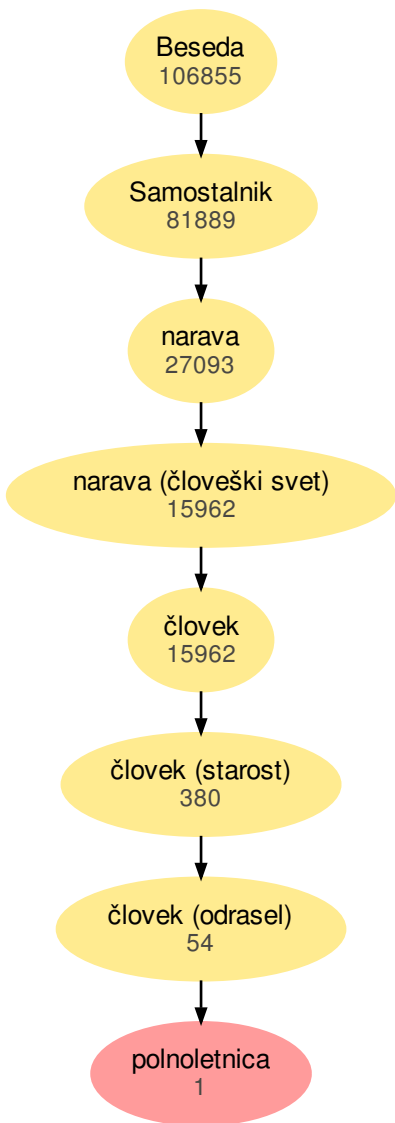 Beseda
106855
Samostalnik
81889
narava
27093
narava (človeški svet)
15962
človek
15962
človek (starost)
380
človek (odrasel)
54
polnoletnica
1